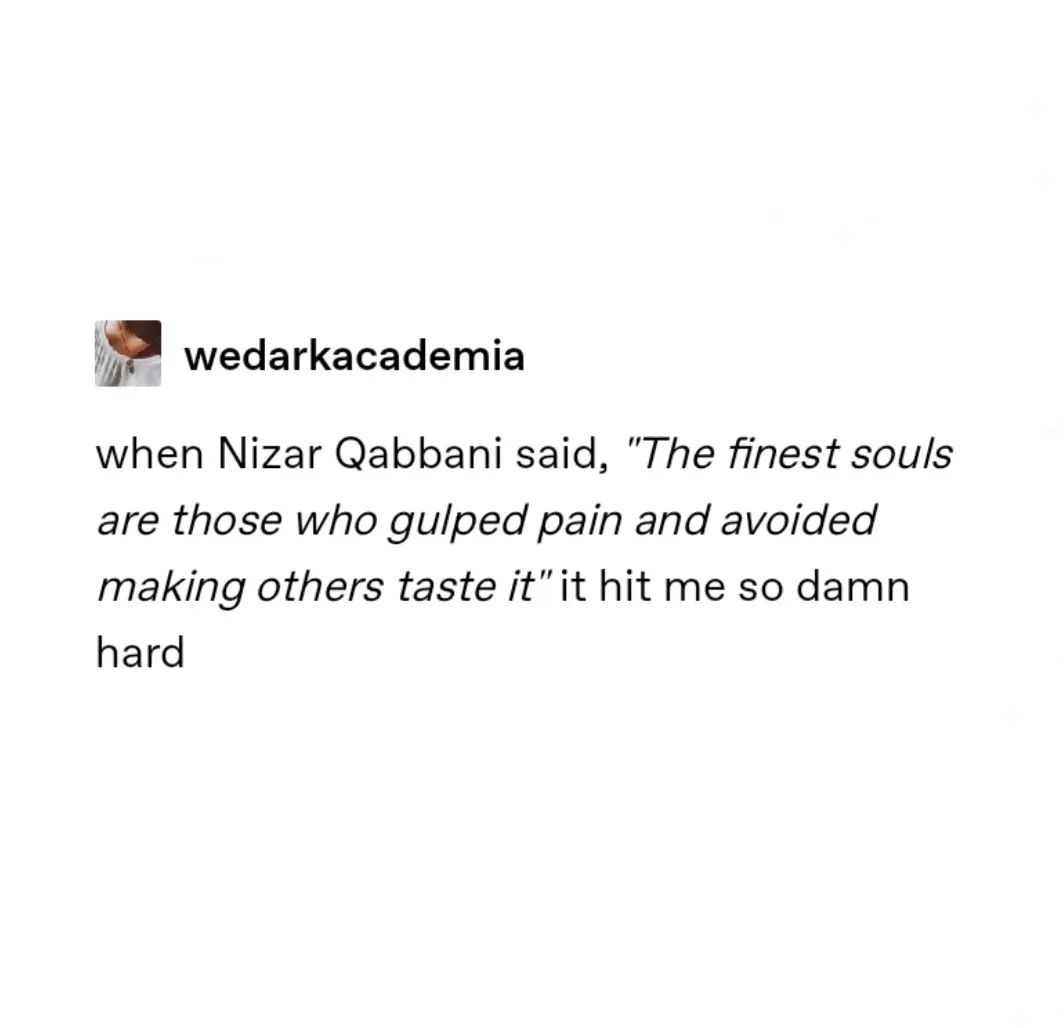 wedarkacademia
when Nizar Qabbani said, "The finest souls
are those who gulped pain and avoided
making others taste it" it hit me so damn
hard